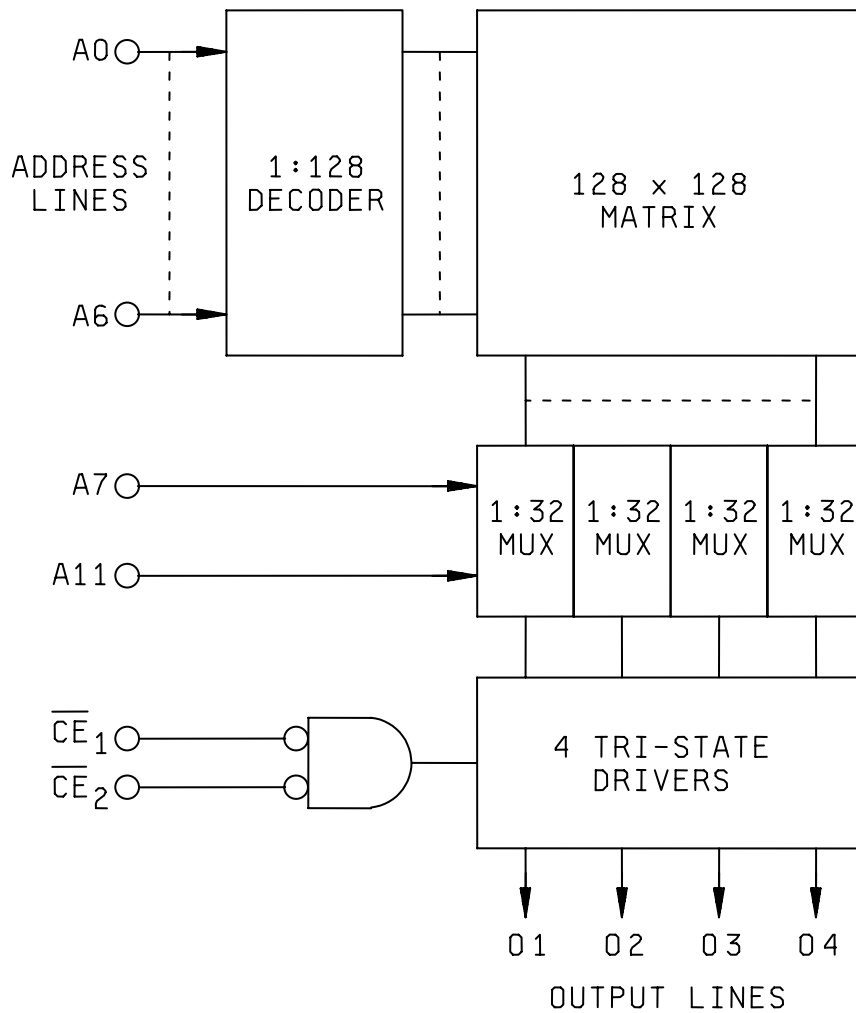 A0
ADDRESS
LINES
1:128
DECODER
128 x 128
MATRIX
A6
A7
1:32
MUX
1:32
MUX
1:32
MUX
1:32
MUX
A11
CE1
CE2
4 TRI-STATE
DRIVERS
O1 O2 O3 O4
OUTPUT LINES